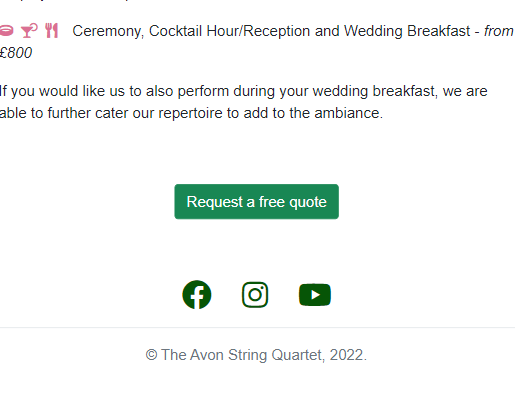 Ceremony, Cocktail Hour/Reception and Wedding Breakfast - from
£800
If you would like us to also perform during your wedding breakfast, we are
able to further cater our repertoire to add to the ambiance.
Request a free quote
© The Avon String Quartet, 2022.